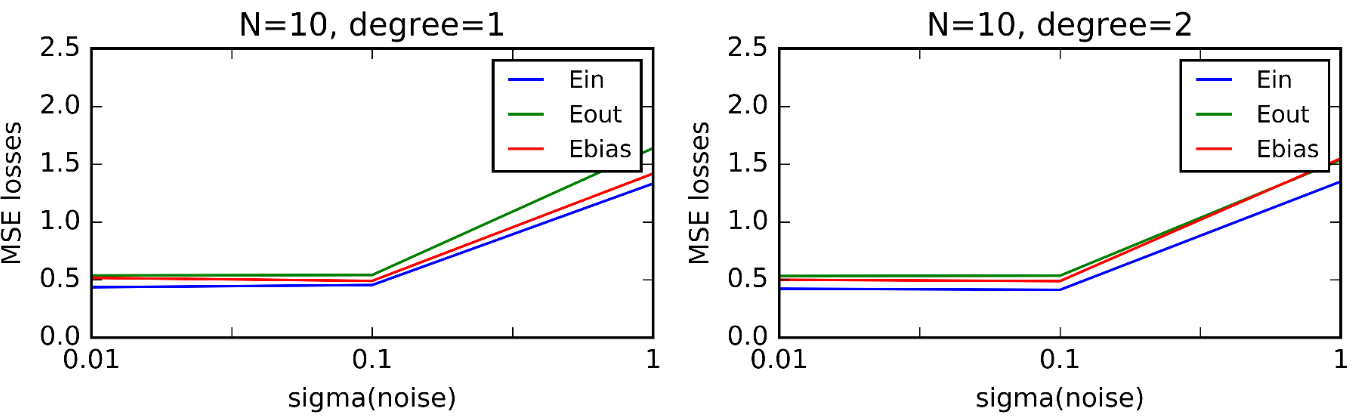 N=10, degree=1
2.5
2.0
1.5
1.0
0.5
0.0
MSE losses
Ein
Eout
Ebias
0.01
0.1
1
sigma(noise)
N=10, degree=2
2.5
2.0
1.5
1.0
0.5
0.0
MSE losses
Ein
Eout
Ebias
0.01
0.1
1
sigma(noise)